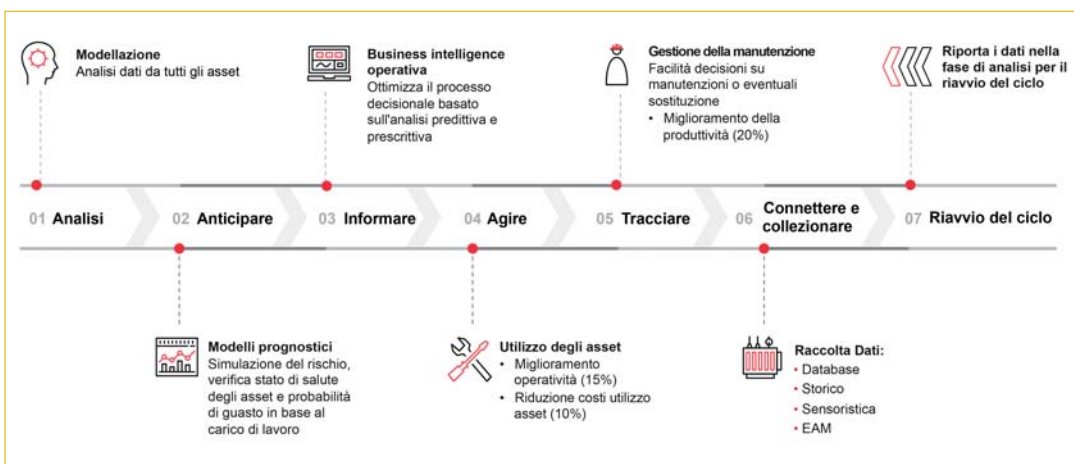 Modellazione
Analisi dati da tutti gli asset
Business intelligence
operativa
Ottimizza il processo
decisionale basato
sull'analisi predittiva e
prescrittiva
Gestione della manutenzione
Facilità decisioni su
manutenzioni o eventuali
sostituzione
• Miglioramento della
produttività (20%)
Riporta i dati nella
fase di analisi per il
riavvio del ciclo
01 Analisi
02 Anticipare
03 Informare
04 Agire
05 Tracciare
06 Connettere e
collezionare
07 Riavvio del ciclo
Modelli prognostici
Simulazione del rischio,
verifica stato di salute
degli asset e probabilità
di guasto in base al
carico di lavoro
Utilizzo degli asset
• Miglioramento
operatività (15%)
• Riduzione costi utilizzo
asset (10%)
Raccolta Dati:
• Database
• Storico
• Sensoristica
• EAM